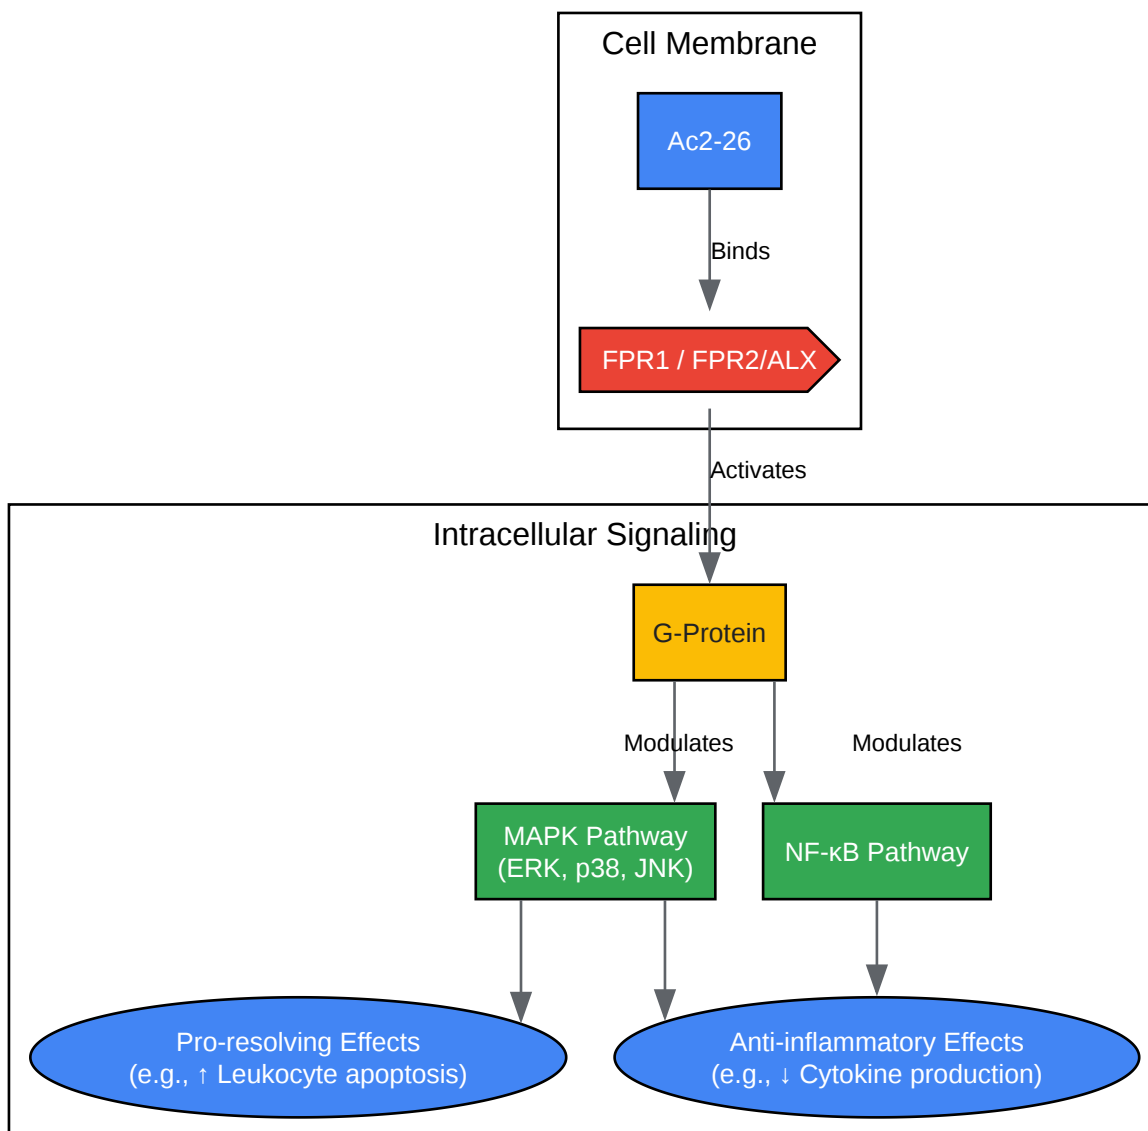 Cell Membrane
Ac2-26
Binds
FPR1 / FPR2/ALX
Activates
Intracellular Signaling
G-Protein
Modulates
Modulates
MAPK Pathway
(ERK, p38, JNK)
NF-κB Pathway
Pro-resolving Effects
(e.g., ↑ Leukocyte apoptosis)
Anti-inflammatory Effects
(e.g., ↓ Cytokine production)